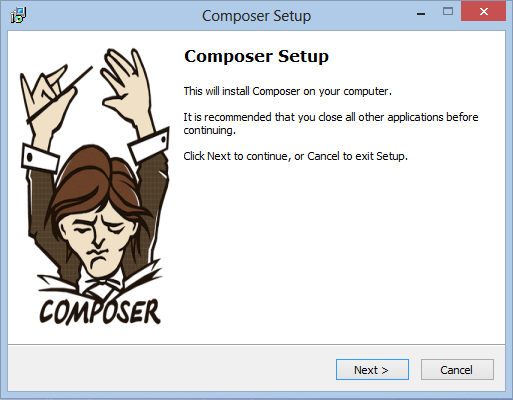 Composer Setup
Composer Setup
This will install Composer on your computer.
It is recommended that you close all other applications before
continuing.
Click Next to continue, or Cancel to exit Setup.
COMPOSER
Next >
Cancel